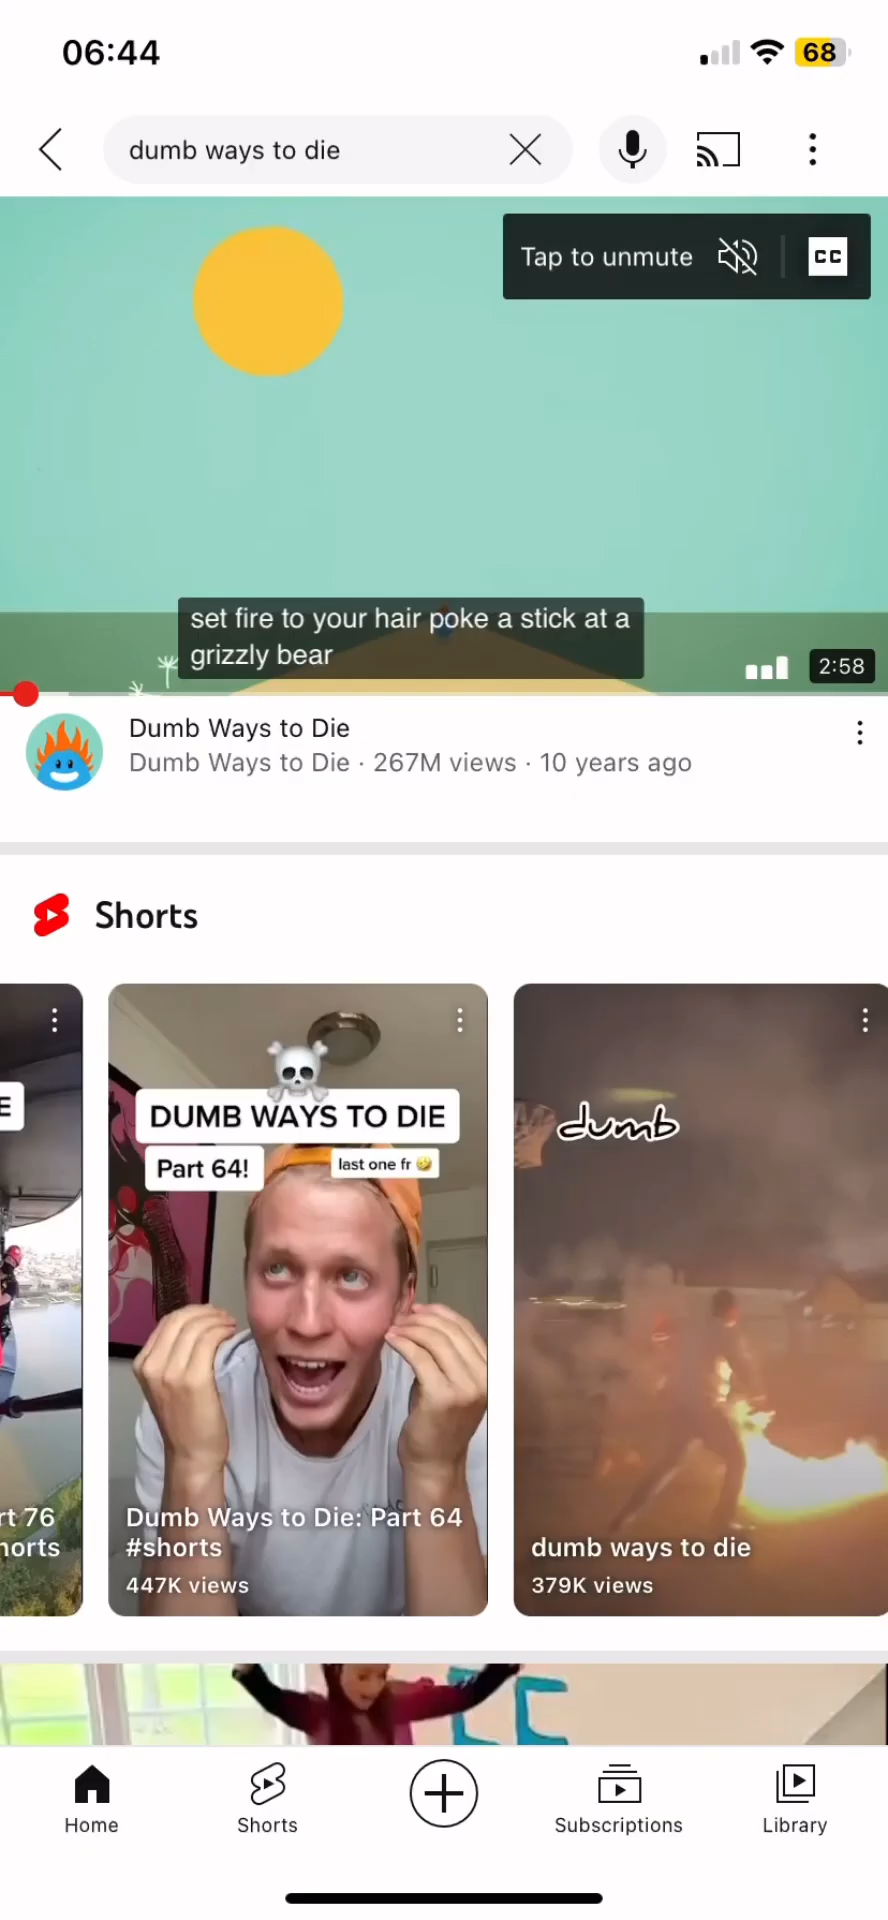 06:44
68
dumb ways to die
Tap to unmute
CC
set fire to your hair poke a stick at a
grizzly bear
2:58
Dumb Ways to Die
Dumb Ways to Die · 267M views · 10 years ago
Shorts
E
rt 76
horts
DUMB WAYS TO DIE
Part 64!
last one fr 🤣
Dumb Ways to Die: Part 64
#shorts
447K views
dumb
dumb ways to die
379K views
Home
Shorts
Subscriptions
Library